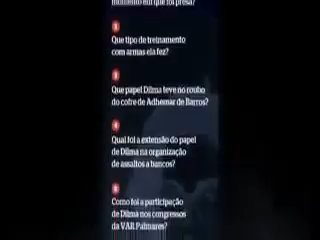 momento em que foi presa?
Que tipo de treinamento
com armas ela fez?
Que papel Dilma teve no roubo
do cofre de Adhemar de Barros?
Qual foi a extensão do papel
de Dilma na organização
de assaltos a bancos?
Como foi a participação
de Dilma nos congressos
da VAR Palmares?